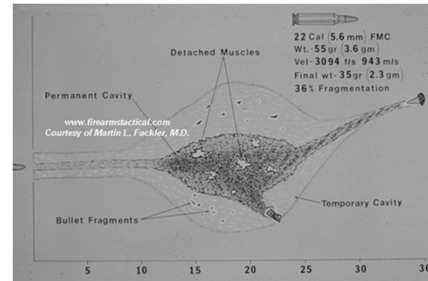 22 Cal (5.6 mm) FMC
Wt.-55gr (3.6 gm)
Vel-3094 f/s 943 m/s
Final wt-35gr (2.3 gm)
36% Fragmentation
Detached Muscles
Permanent Cavity
www.firearmstactical.com
Courtesy of Martin L. Fackler, M.D.
Temporary Cavity
Bullet Fragments
5 10 15 20 25 30 36